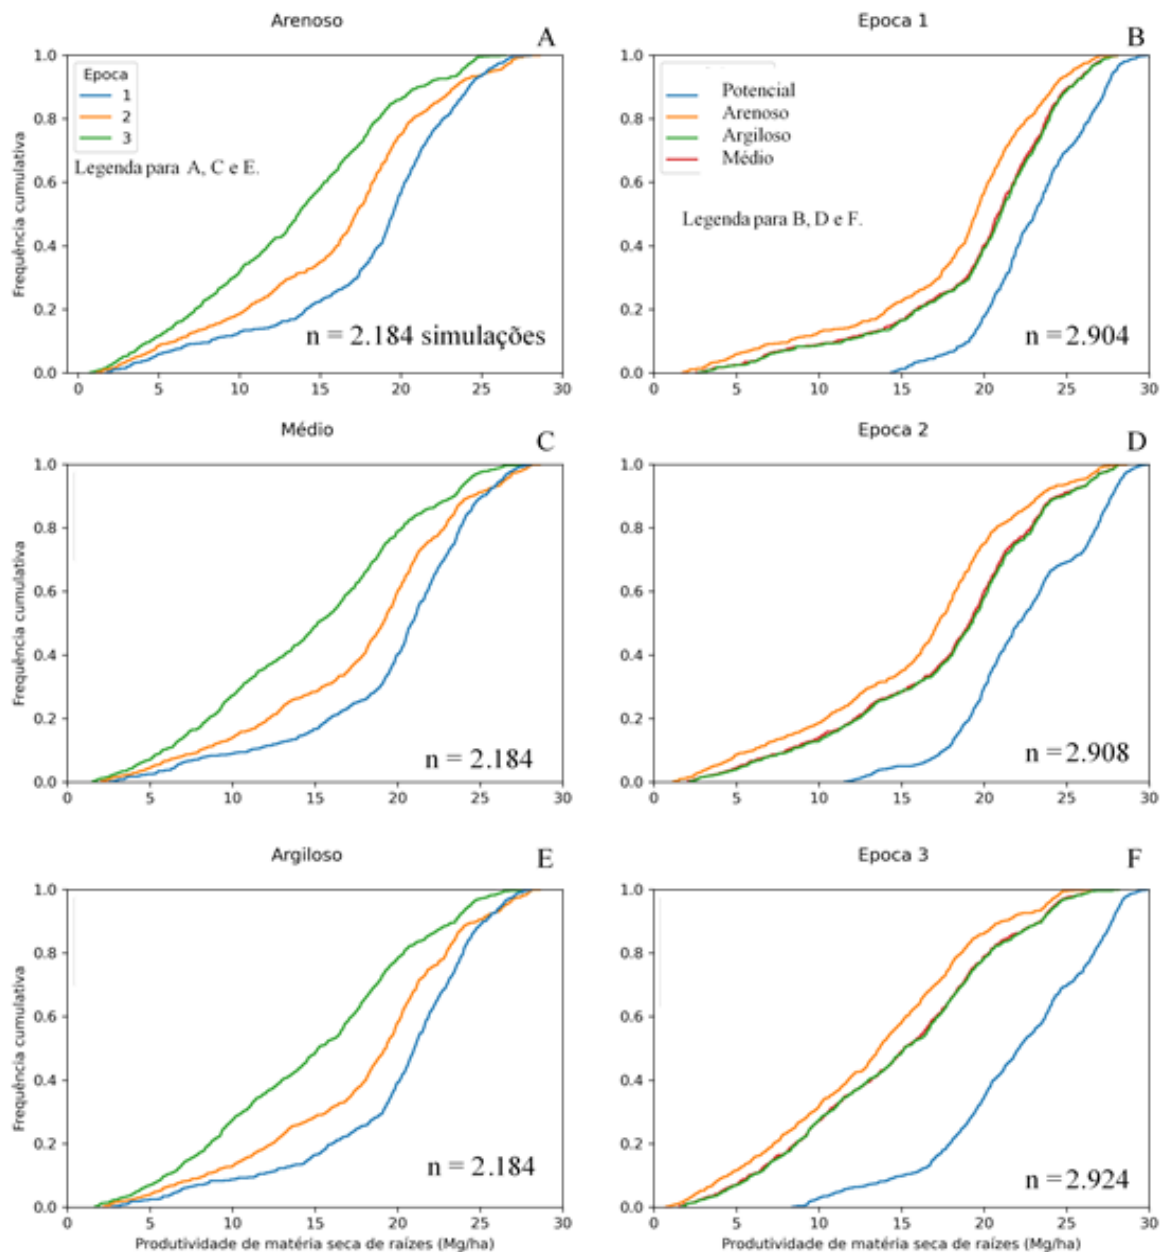 Arenoso
A
Frequência cumulativa
1.0
0.8
0.6
0.4
0.2
0.0
Epoca
1
2
3
Legenda para A, C e E.
n = 2.184 simulações
0 5 10 15 20 25 30
Epoca 1
B
1.0
0.8
0.6
0.4
0.2
0.0
Potencial
Arenoso
Argiloso
Médio
Legenda para B, D e F.
n = 2.904
0 5 10 15 20 25 30
Médio
C
Frequência cumulativa
1.0
0.8
0.6
0.4
0.2
0.0
n = 2.184
0 5 10 15 20 25 30
Epoca 2
D
1.0
0.8
0.6
0.4
0.2
0.0
n = 2.908
0 5 10 15 20 25 30
Argiloso
E
Frequência cumulativa
1.0
0.8
0.6
0.4
0.2
0.0
n = 2.184
0 5 10 15 20 25 30
Produtividade de matéria seca de raízes (Mg/ha)
Epoca 3
F
1.0
0.8
0.6
0.4
0.2
0.0
n = 2.924
0 5 10 15 20 25 30
Produtividade de matéria seca de raízes (Mg/ha)